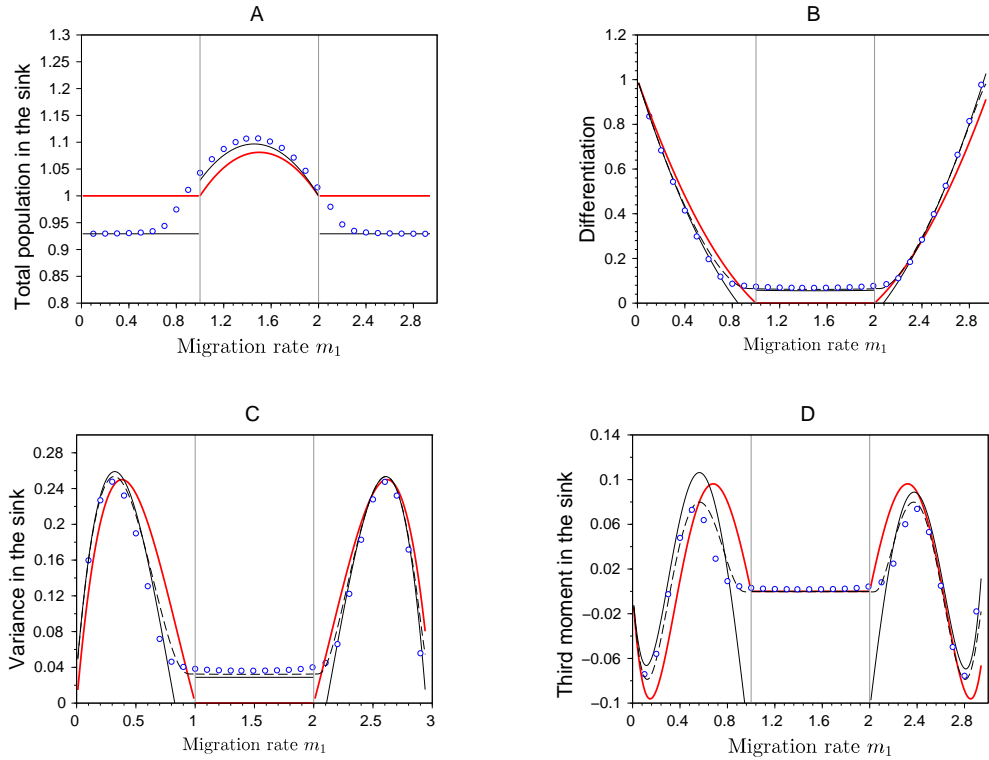 A
Total population in the sink
1.3
1.25
1.2
1.15
1.1
1.05
1
0.95
0.9
0.85
0.8
0 0.4 0.8 1.2 1.6 2 2.4 2.8
Migration rate m₁
B
Differentiation
1.2
1
0.8
0.6
0.4
0.2
0
0 0.4 0.8 1.2 1.6 2 2.4 2.8
Migration rate m₁
C
Variance in the sink
0.28
0.24
0.2
0.16
0.12
0.08
0.04
0
0 0.5 1 1.5 2 2.5 3
Migration rate m₁
D
Third moment in the sink
0.14
0.1
0.06
0.02
−0.02
−0.06
−0.1
0 0.4 0.8 1.2 1.6 2 2.4 2.8
Migration rate m₁